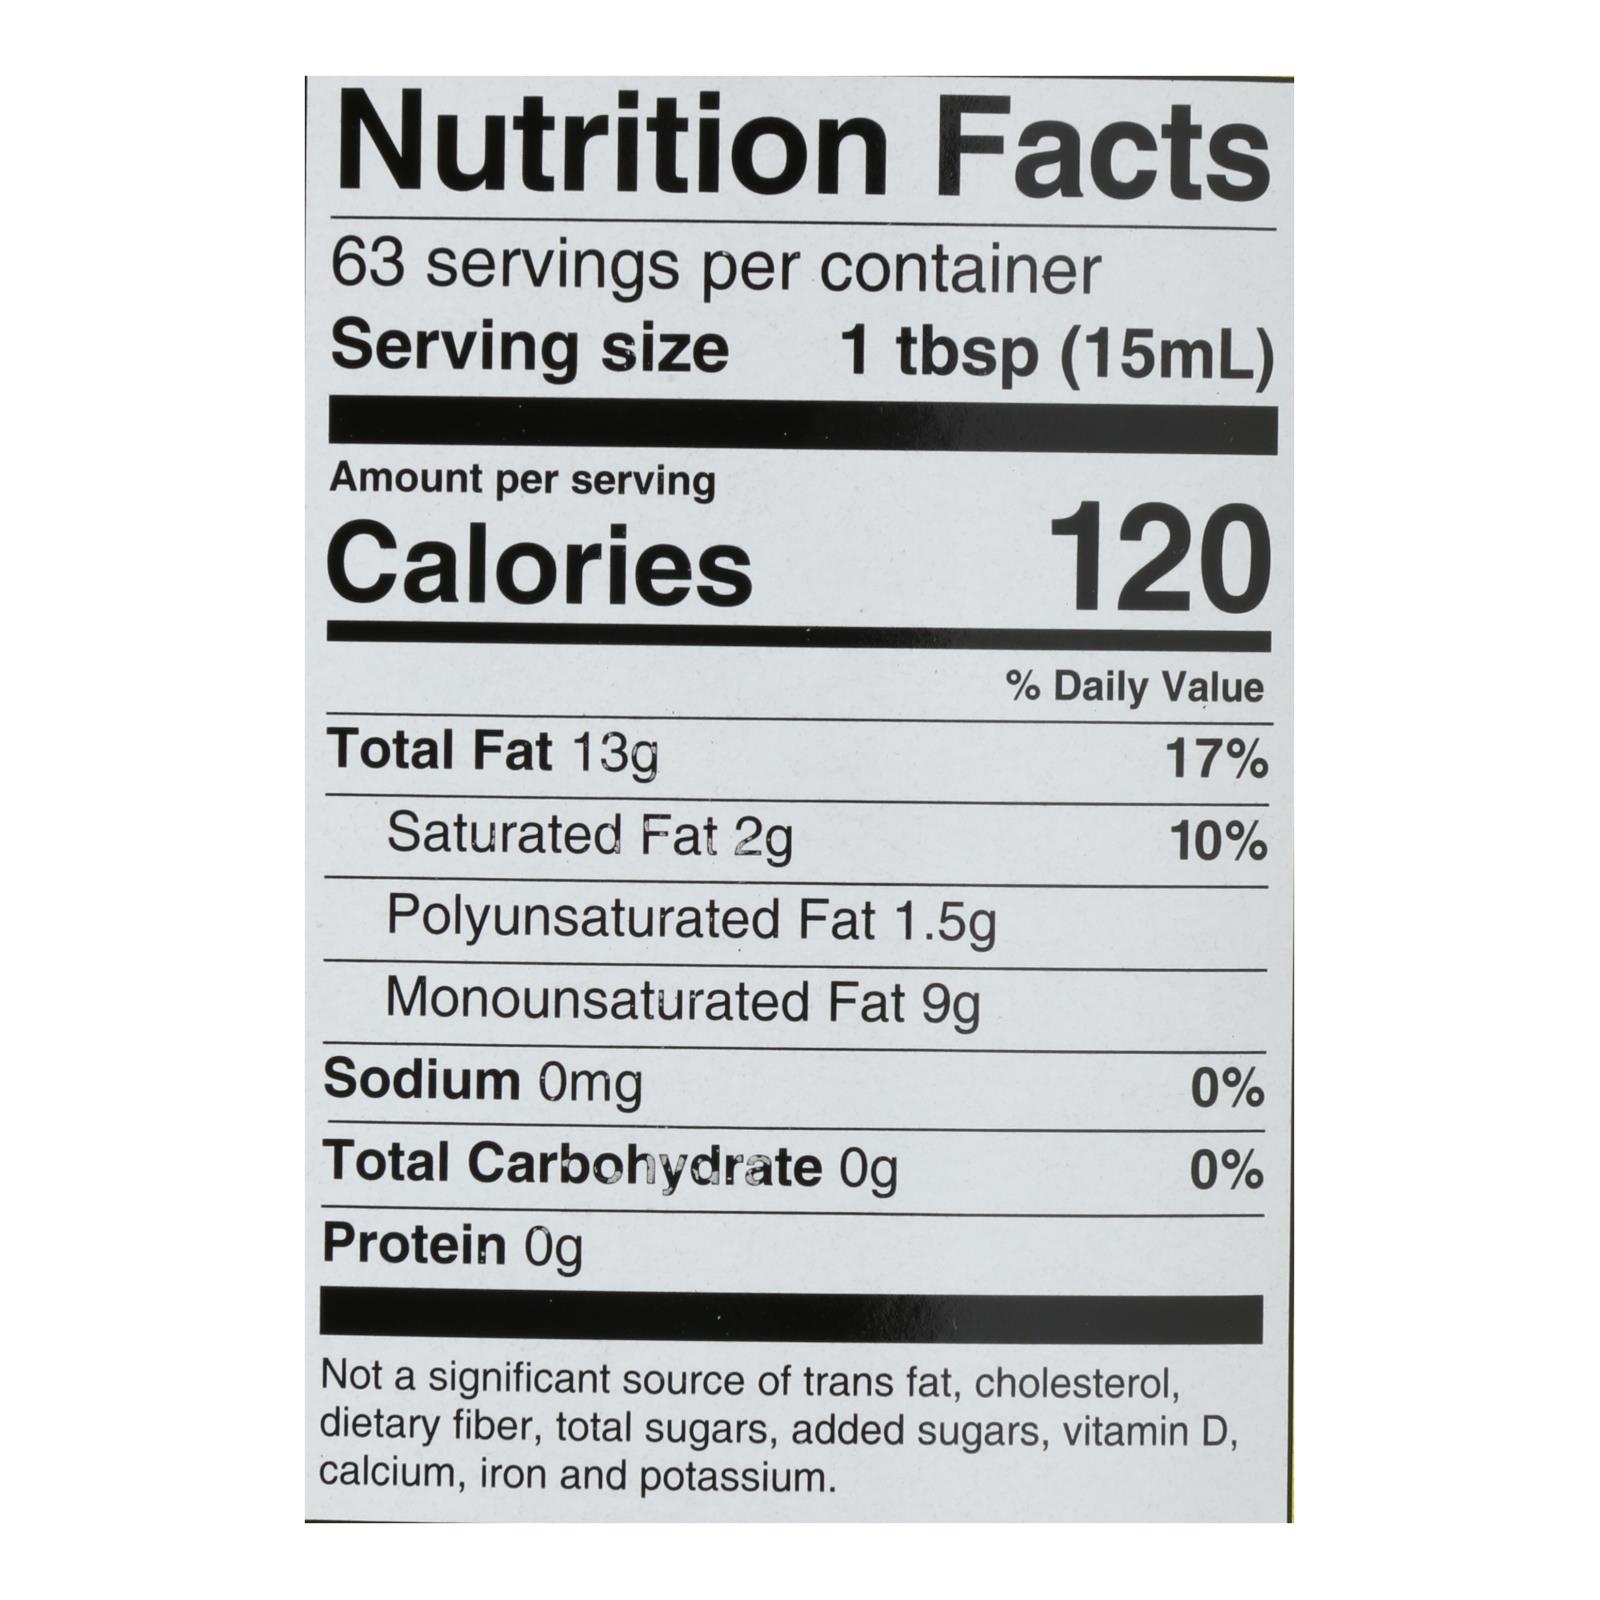 Nutrition Facts
63 servings per container
Serving size 1 tbsp (15mL)
Amount per serving
Calories 120
% Daily Value
Total Fat 13g 17%
Saturated Fat 2g 10%
Polyunsaturated Fat 1.5g
Monounsaturated Fat 9g
Sodium 0mg 0%
Total Carbohydrate 0g 0%
Protein 0g
Not a significant source of trans fat, cholesterol,
dietary fiber, total sugars, added sugars, vitamin D,
calcium, iron and potassium.